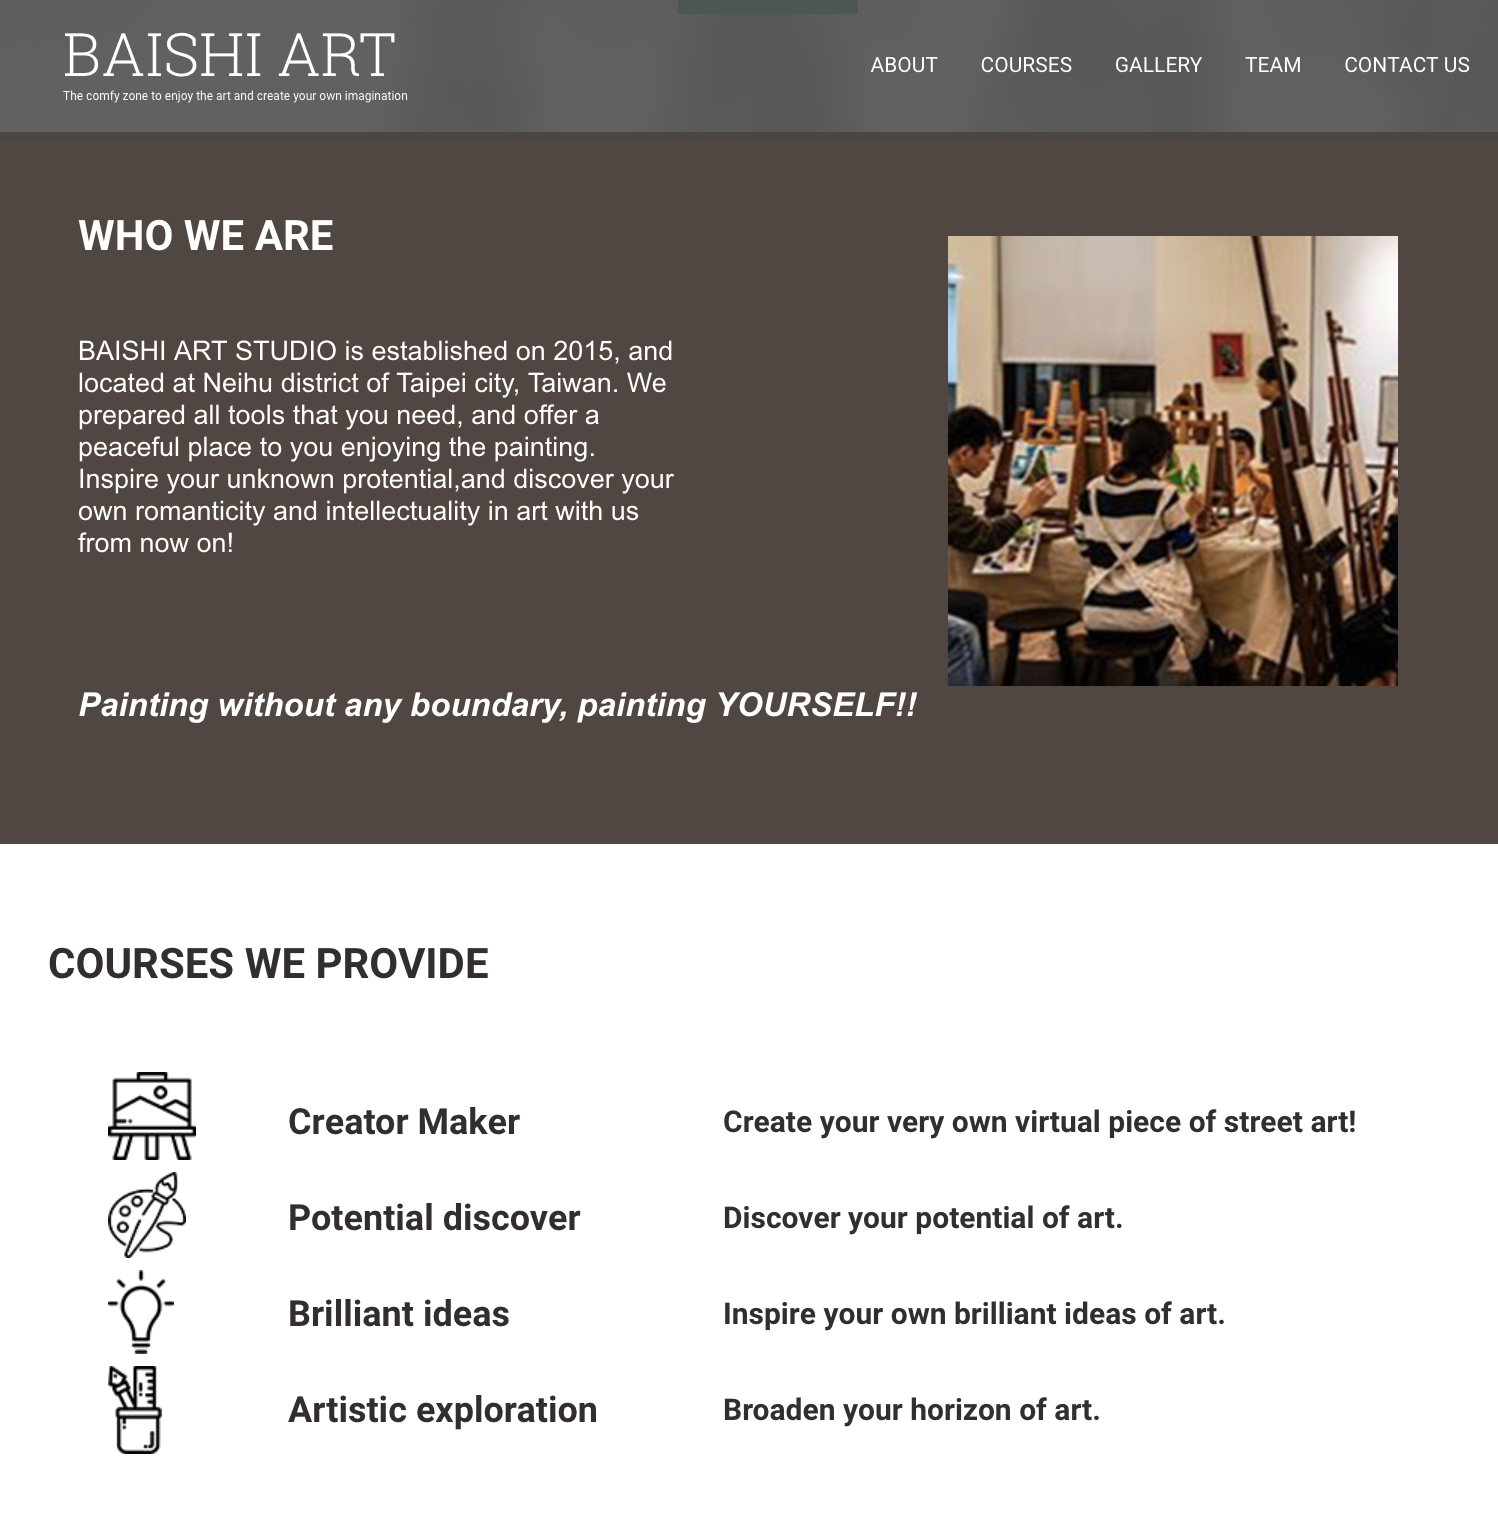 BAISHI ART
The comfy zone to enjoy the art and create your own imagination
ABOUT COURSES GALLERY TEAM CONTACT US
WHO WE ARE
BAISHI ART STUDIO is established on 2015, and
located at Neihu district of Taipei city, Taiwan. We
prepared all tools that you need, and offer a
peaceful place to you enjoying the painting.
Inspire your unknown protential,and discover your
own romanticity and intellectuality in art with us
from now on!
Painting without any boundary, painting YOURSELF!!
COURSES WE PROVIDE
Creator Maker Create your very own virtual piece of street art!
Potential discover Discover your potential of art.
Brilliant ideas Inspire your own brilliant ideas of art.
Artistic exploration Broaden your horizon of art.